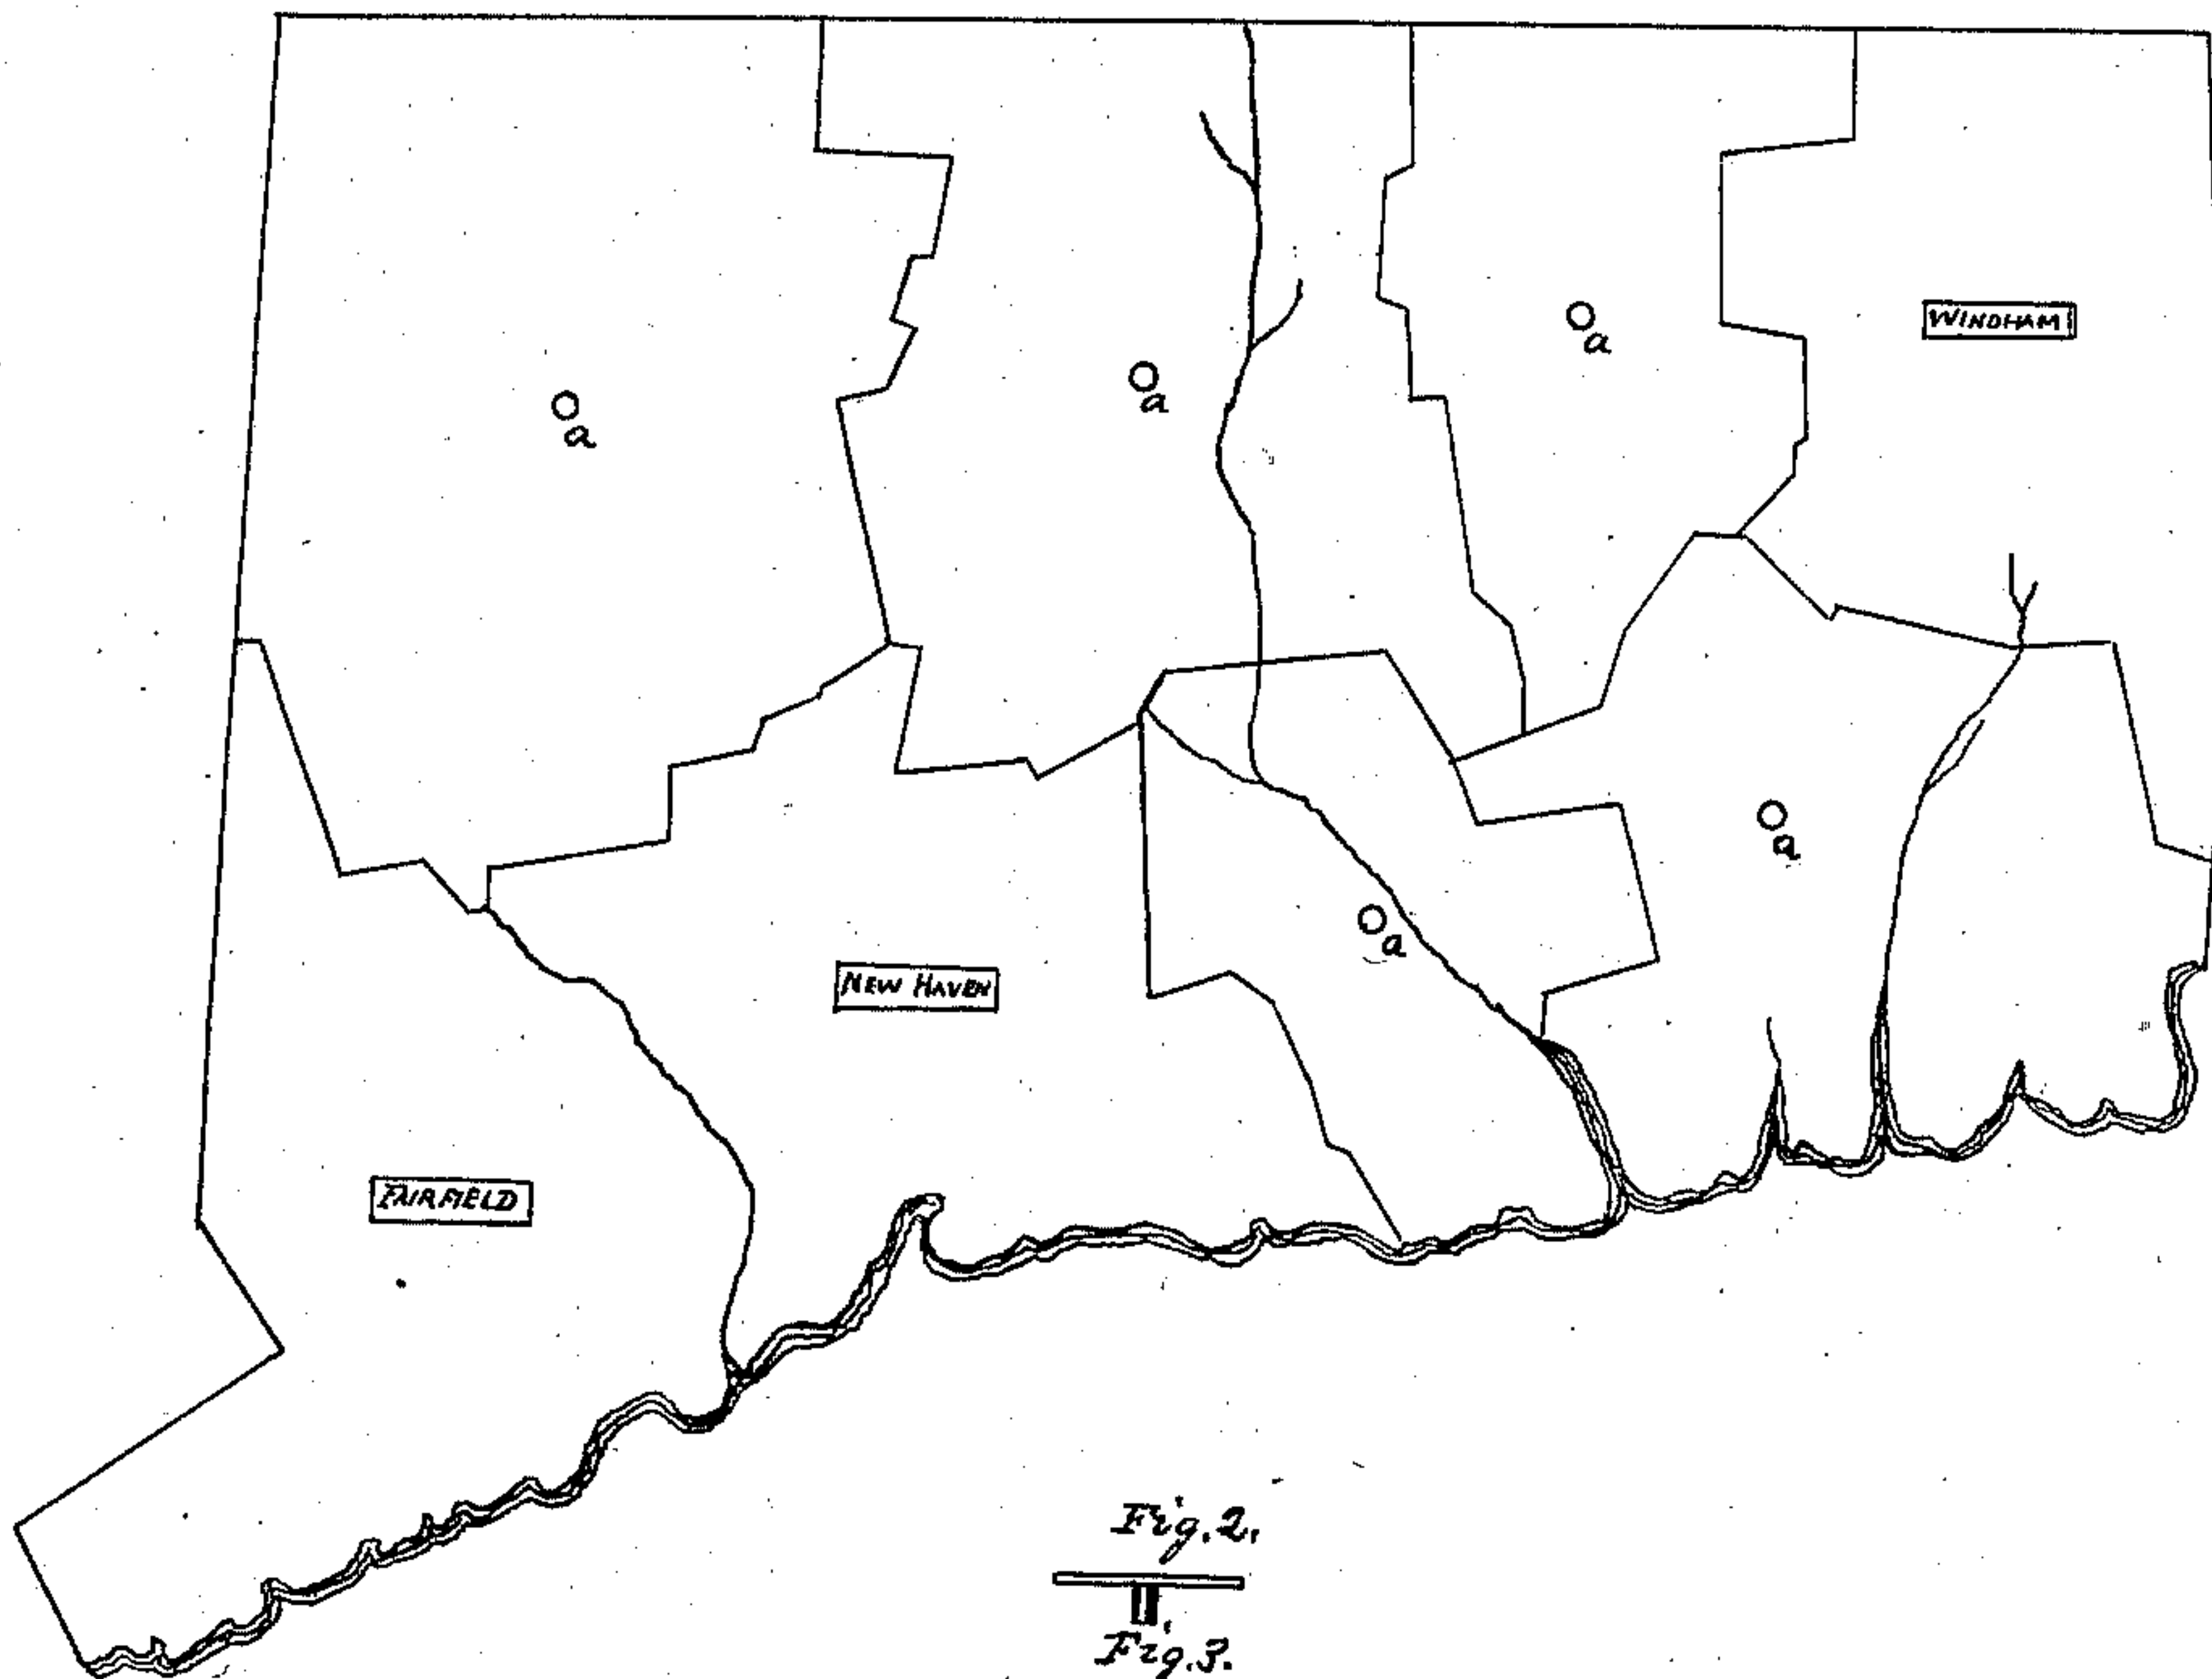 a
a
WINDHAM
a
a
a
NEW HAVEN
FAIRFIELD
Fig. 2.
Fig. 3.